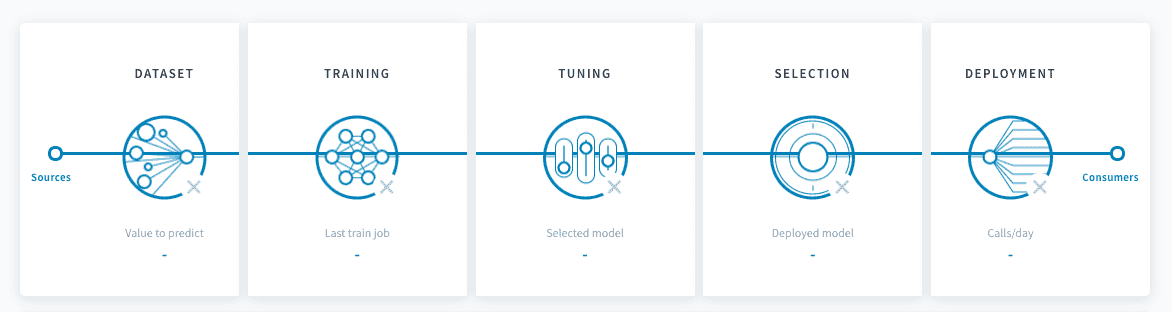 DATASET
TRAINING
TUNING
SELECTION
DEPLOYMENT
Sources
Consumers
Value to predict
Last train job
Selected model
Deployed model
Calls/day
-
-
-
-
-